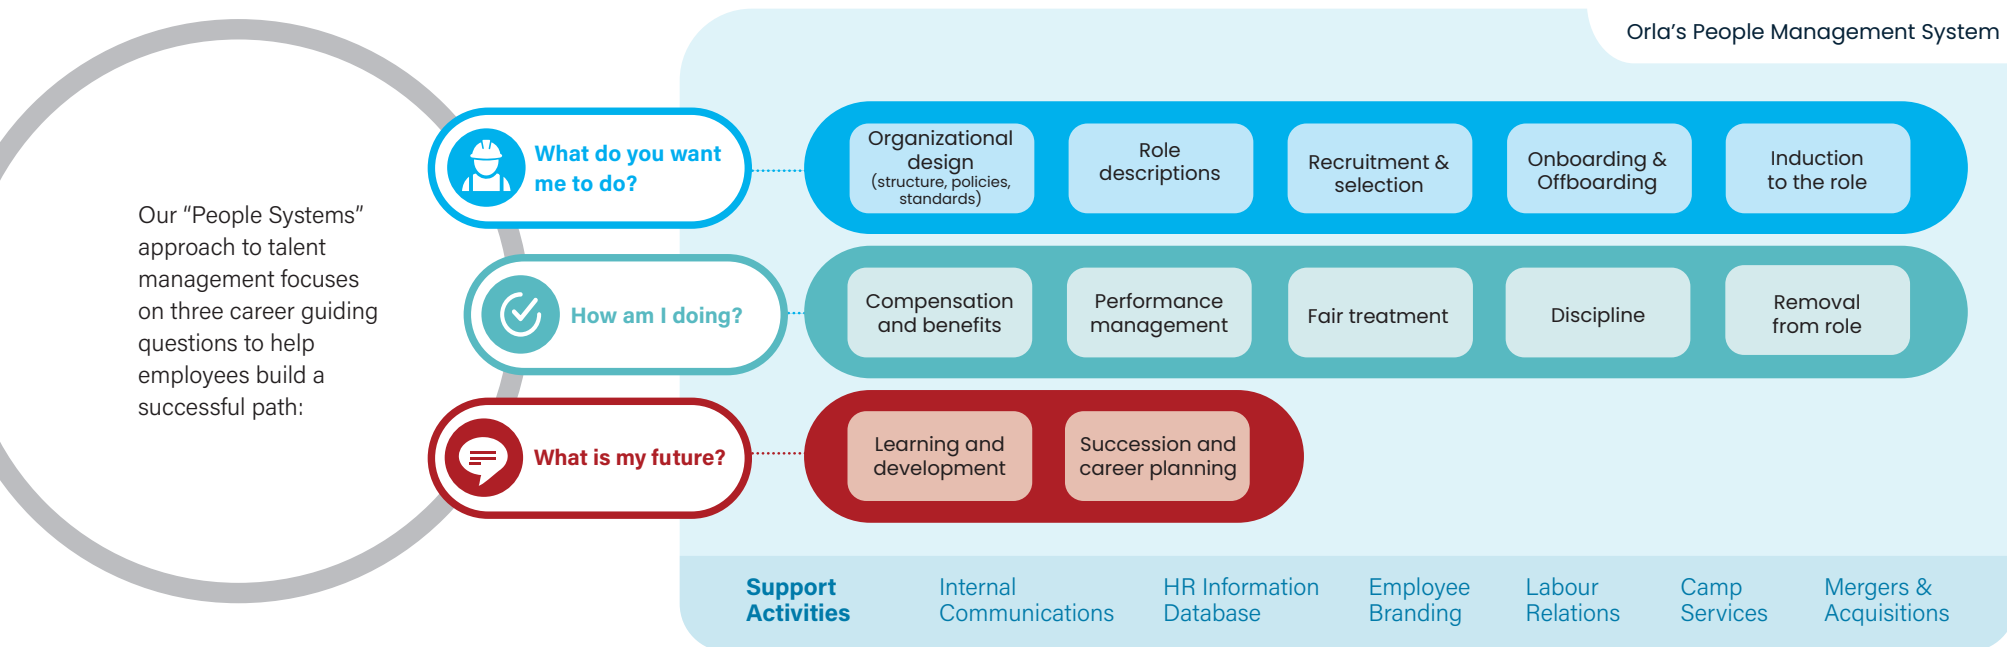 Orla’s People Management System
Our “People Systems”
approach to talent
management focuses
on three career guiding
questions to help
employees build a
successful path:
What do you want
me to do?
Organizational
design
(structure, policies,
standards)
Role
descriptions
Recruitment &
selection
Onboarding &
Offboarding
Induction
to the role
How am I doing?
Compensation
and benefits
Performance
management
Fair treatment
Discipline
Removal
from role
What is my future?
Learning and
development
Succession and
career planning
Support
Activities
Internal
Communications
HR Information
Database
Employee
Branding
Labour
Relations
Camp
Services
Mergers &
Acquisitions